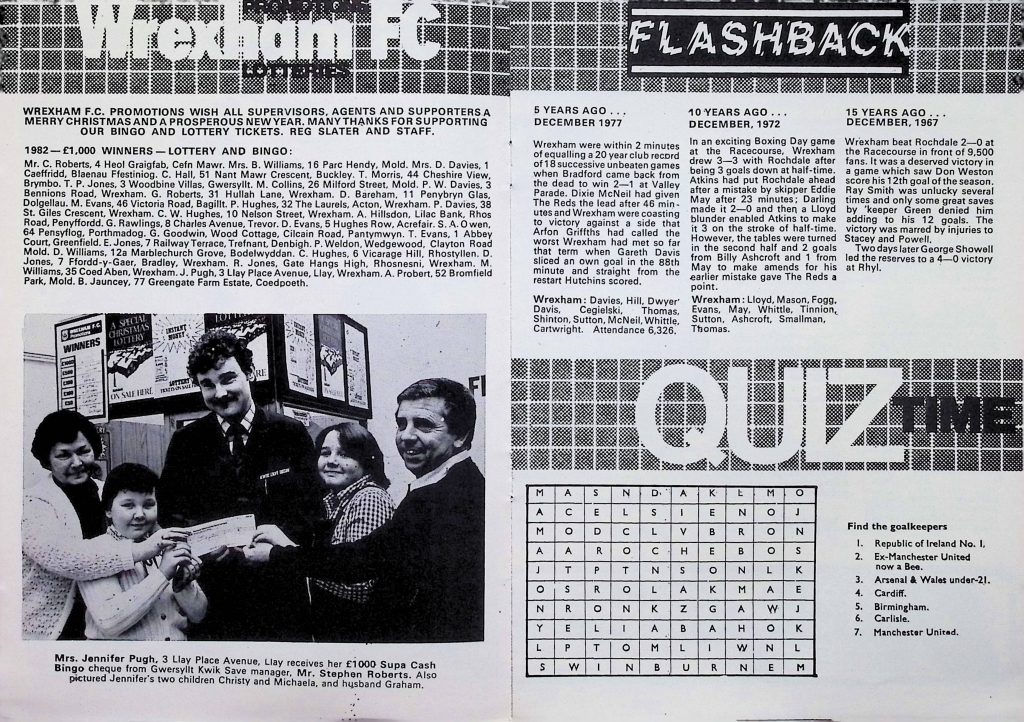 PROMOTIONS
Wrexham FC
LOTTERIES
WREXHAM F.C. PROMOTIONS WISH ALL SUPERVISORS, AGENTS AND SUPPORTERS A
MERRY CHRISTMAS AND A PROSPEROUS NEW YEAR. MANY THANKS FOR SUPPORTING
OUR BINGO AND LOTTERY TICKETS. REG SLATER AND STAFF.
1982 — £1,000 WINNERS — LOTTERY AND BINGO:
Mr. C. Roberts, 4 Heol Graigfab, Cefn Mawr. Mrs. B. Williams, 16 Parc Hendy, Mold. Mrs. D. Davies, 1
Caeffridd, Blaenau Ffestiniog. C. Hall, 51 Nant Mawr Crescent, Buckley. T. Morris, 44 Cheshire View,
Brymbo. T. P. Jones, 3 Woodbine Villas, Gwersyllt. M. Collins, 26 Milford Street, Mold. P. W. Davies, 3
Bennions Road, Wrexham. G. Roberts, 31 Hullah Lane, Wrexham. D. Bareham, 11 Penybryn Glas,
Dolgellau. M. Evans, 46 Victoria Road, Bagillt. P. Hughes, 32 The Laurels, Acton, Wrexham. P. Davies, 38
St. Giles Crescent, Wrexham. C. W. Hughes, 10 Nelson Street, Wrexham. A. Hillsdon, Lilac Bank, Rhos
Road, Penyffordd. G. Rawlings, 8 Charles Avenue, Trevor. D. Evans, 5 Hughes Row, Acrefair. S. A. Owen,
64 Pensyflog, Porthmadog. G. Goodwin, Wood Cottage, Cilcain Road, Pantymwyn. T. Evans, 1 Abbey
Court, Greenfield. E. Jones, 7 Railway Terrace, Trefnant, Denbigh. P. Weldon, Wedgewood, Clayton Road
Mold. D. Williams, 12a Marblechurch Grove, Bodelwyddan. C. Hughes, 6 Vicarage Hill, Rhostyllen. D.
Jones, 7 Ffordd-y-Gaer, Bradley, Wrexham. R. Jones, Gate Hangs High, Rhosnesni, Wrexham. M.
Williams, 35 Coed Aben, Wrexham. J. Pugh, 3 Llay Place Avenue, Llay, Wrexham. A. Probert, 52 Bromfield
Park, Mold. B. Jauncey, 77 Greengate Farm Estate, Coedpoeth.
WREXHAM F.C.
WINNERS
A SPECIAL
CHRISTMAS
LOTTERY
ON SALE HERE
INSTANT
MONEY
LOTTERY
TICKETS ON SALE
Mrs. Jennifer Pugh, 3 Llay Place Avenue, Llay receives her £1000 Supa Cash
Bingo cheque from Gwersyllt Kwik Save manager, Mr. Stephen Roberts. Also
pictured Jennifer's two children Christy and Michaela, and husband Graham.
FLASHBACK
5 YEARS AGO . . .
DECEMBER 1977
Wrexham were within 2 minutes
of equalling a 20 year club record
of 18 successive unbeaten games
when Bradford came back from
the dead to win 2—1 at Valley
Parade. Dixie McNeil had given
The Reds the lead after 46 min-
utes and Wrexham were coasting
to victory against a side that
Arfon Griffiths had called the
worst Wrexham had met so far
that term when Gareth Davis
sliced an own goal in the 88th
minute and straight from the
restart Hutchins scored.
Wrexham: Davies, Hill, Dwyer
Davis, Cegielski, Thomas,
Shinton, Sutton, McNeil, Whittle,
Cartwright. Attendance 6,326.
10 YEARS AGO . . .
DECEMBER, 1972
In an exciting Boxing Day game
at the Racecourse, Wrexham
drew 3—3 with Rochdale after
being 3 goals down at half-time.
Atkins had put Rochdale ahead
after a mistake by skipper Eddie
May after 23 minutes; Darling
made it 2—0 and then a Lloyd
blunder enabled Atkins to make
it 3 on the stroke of half-time.
However, the tables were turned
in the second half and 2 goals
from Billy Ashcroft and 1 from
May to make amends for his
earlier mistake gave The Reds a
point.
Wrexham: Lloyd, Mason, Fogg,
Evans, May, Whittle, Tinnion,
Sutton, Ashcroft, Smallman,
Thomas.
15 YEARS AGO . . .
DECEMBER, 1967
Wrexham beat Rochdale 2—0 at
the Racecourse in front of 9,500
fans. It was a deserved victory in
a game which saw Don Weston
score his 12th goal of the season.
Ray Smith was unlucky several
times and only some great saves
by 'keeper Green denied him
adding to his 12 goals. The
victory was marred by injuries to
Stacey and Powell.
Two days later George Showell
led the reserves to a 4—0 victory
at Rhyl.
QUIZ TIME
M A S N D A K L M O
A C E L S I E N O J
M O D C L V B R O N
A A R O C H E B O S
J T P T N S O N L K
O S R O L A K M A E
N R O N K Z G A W J
Y E L I A B A H O K
L P T O M L I W N L
S W I N B U R N E M
Find the goalkeepers
1. Republic of Ireland No. 1.
2. Ex-Manchester United
now a Bee.
3. Arsenal & Wales under-21.
4. Cardiff.
5. Birmingham.
6. Carlisle.
7. Manchester United.